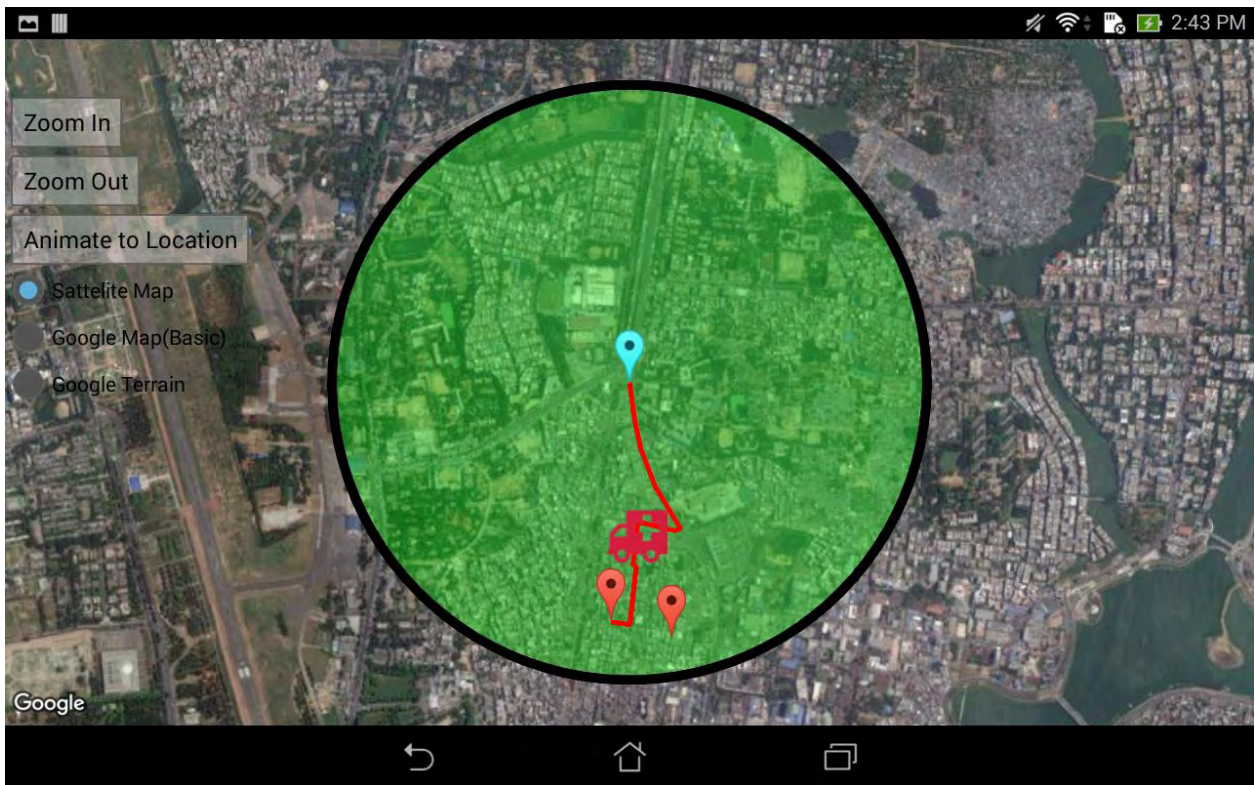 2:43 PM
Zoom In
Zoom Out
Animate to Location
Sattelite Map
Google Map(Basic)
Google Terrain
Google